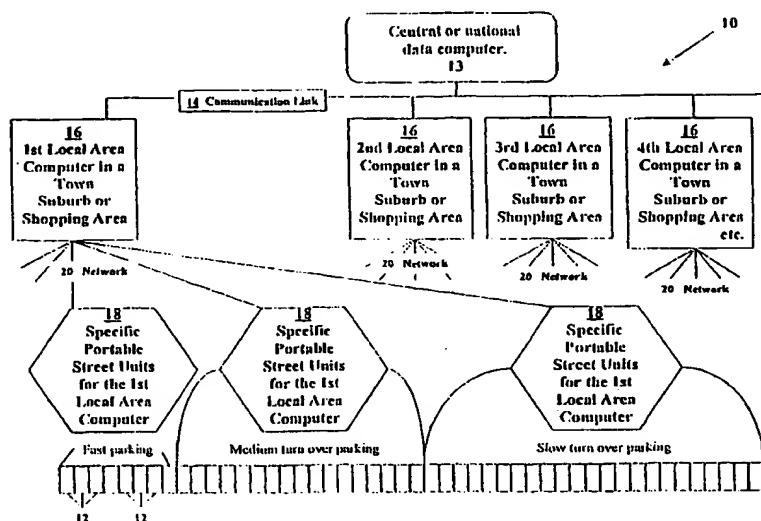 Central or national
data computer.
13
10
14 Communication Link
16
1st Local Area
Computer in a
Town
Suburb or
Shopping Area
16
2nd Local Area
Computer in a
Town
Suburb or
Shopping Area
16
3rd Local Area
Computer in a
Town
Suburb or
Shopping Area
16
4th Local Area
Computer in a
Town
Suburb or
Shopping Area
etc.
20 Network
20 Network
20 Network
20 Network
18
Specific
Portable
Street Units
for the 1st
Local Area
Computer
18
Specific
Portable
Street Units
for the 1st
Local Area
Computer
18
Specific
Portable
Street Units
for the 1st
Local Area
Computer
Fast parking
Medium turn over parking
Slow turn over parking
12
12